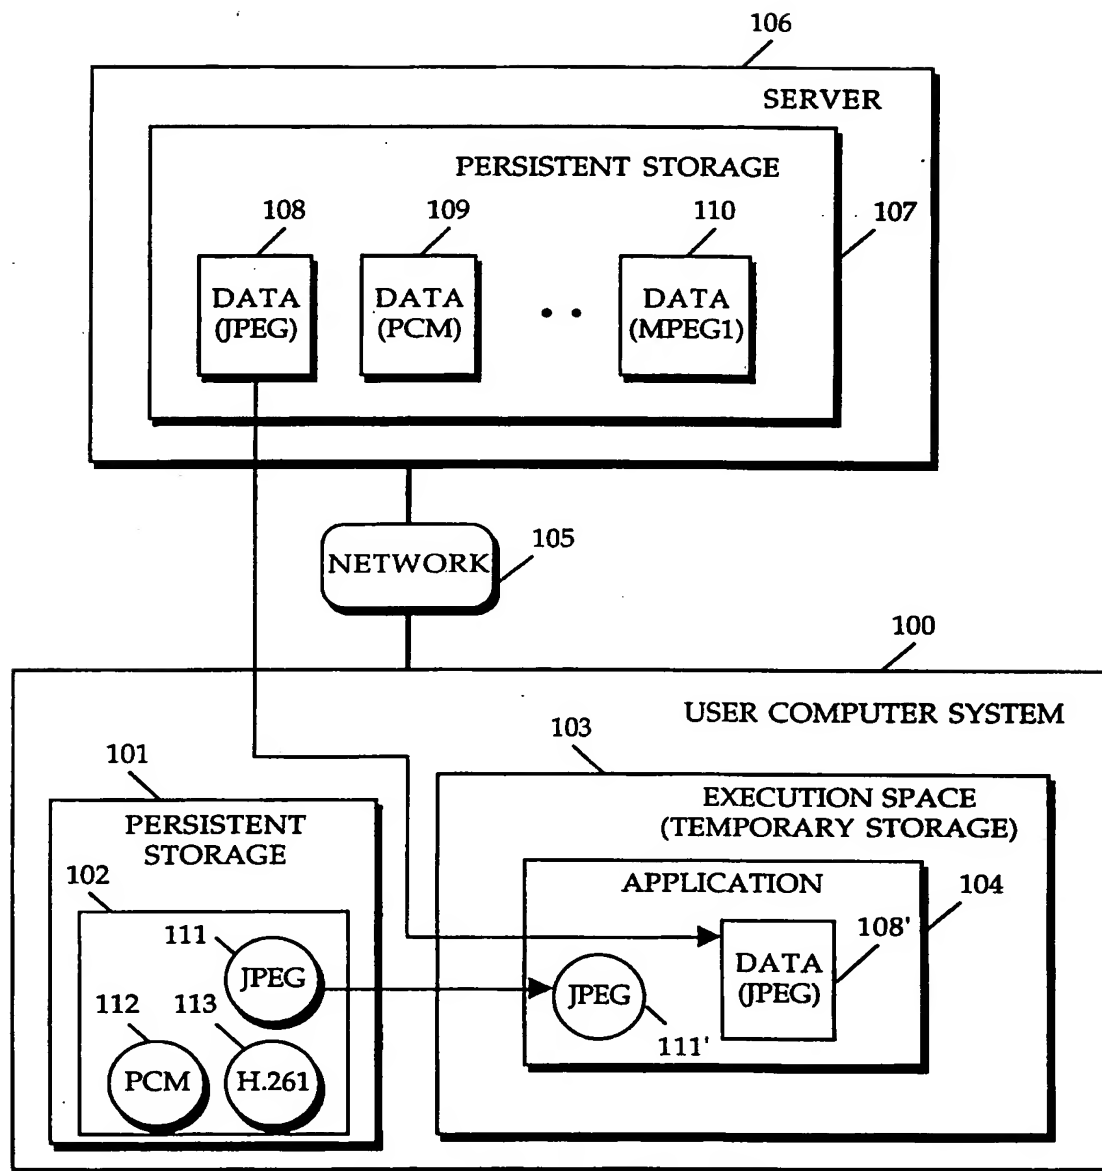 106
SERVER
PERSISTENT STORAGE
107
108
109
110
DATA
(JPEG)
DATA
(PCM)
DATA
(MPEG1)
NETWORK
105
100
USER COMPUTER SYSTEM
101
PERSISTENT
STORAGE
102
111
JPEG
112
113
PCM
H.261
103
EXECUTION SPACE
(TEMPORARY STORAGE)
APPLICATION
104
108'
DATA
(JPEG)
JPEG
111'